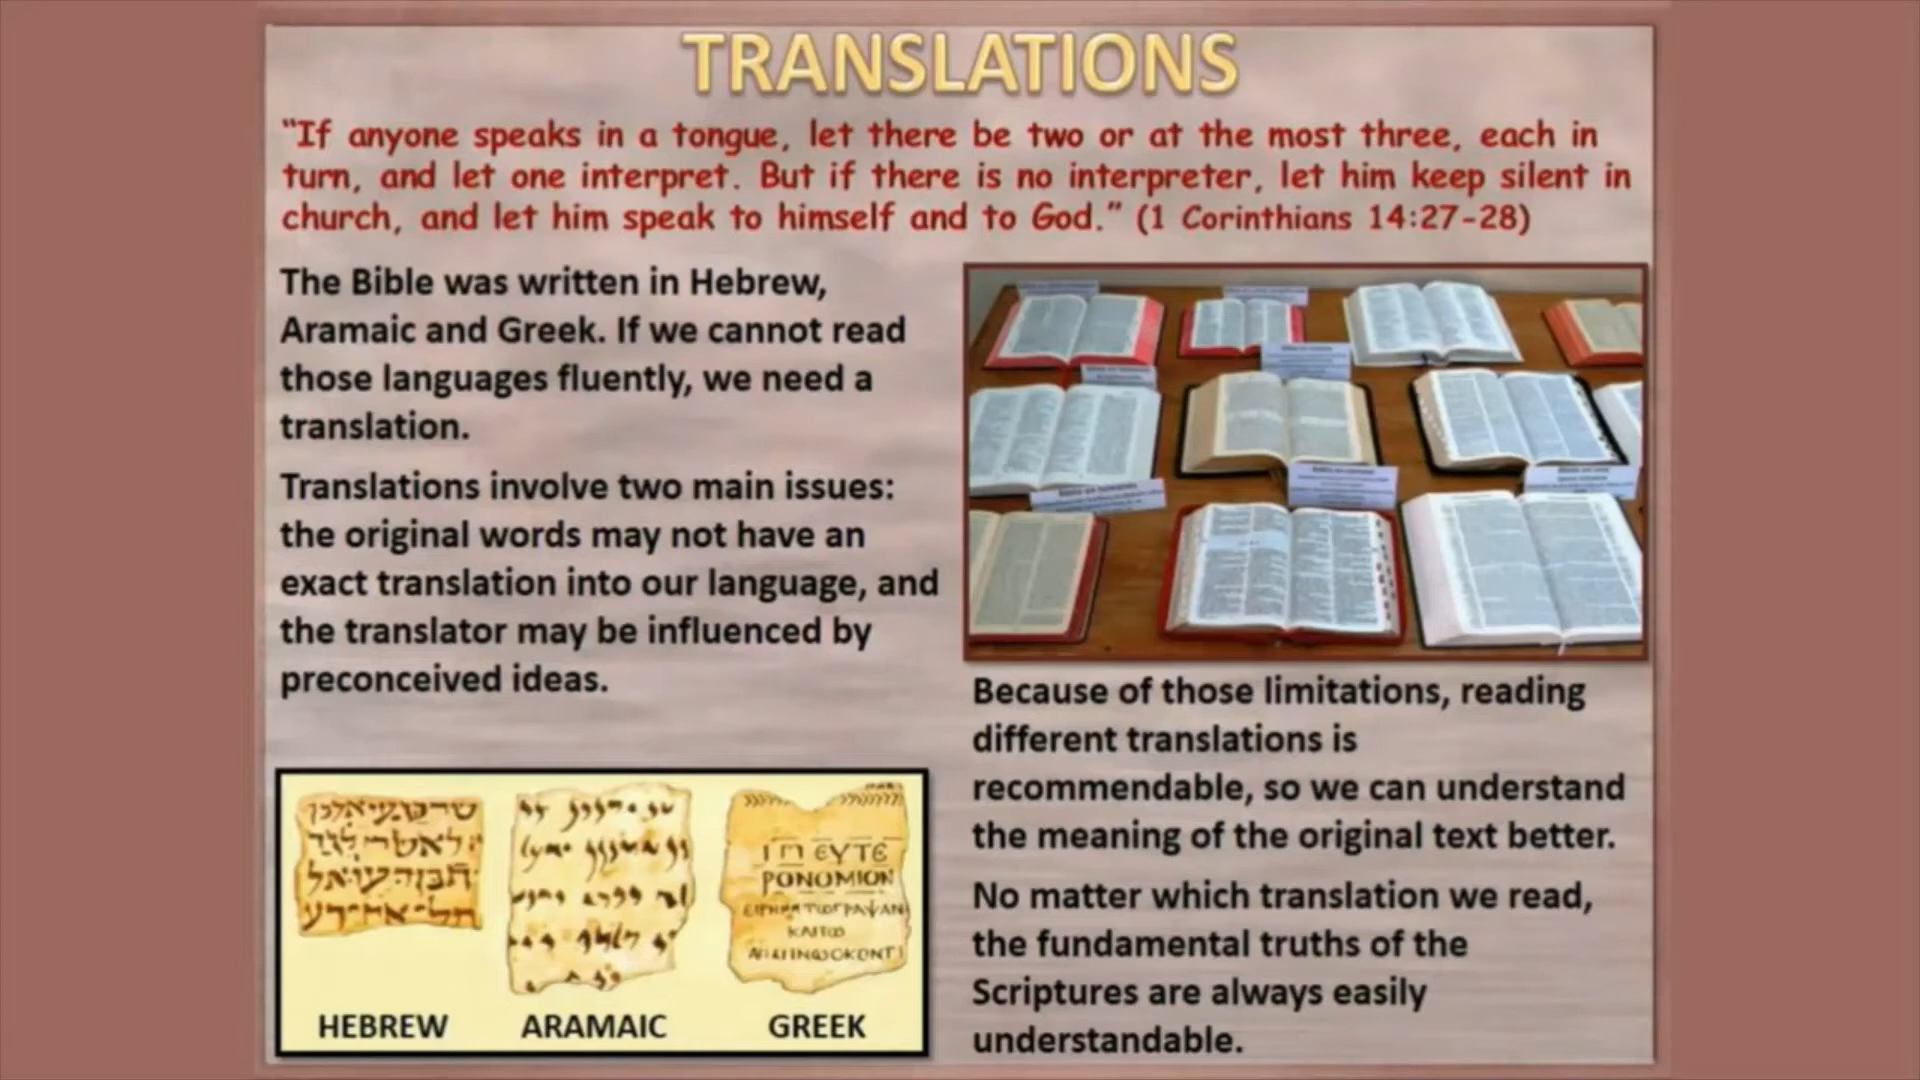 TRANSLATIONS
“If anyone speaks in a tongue, let there be two or at the most three, each in
turn, and let one interpret. But if there is no interpreter, let him keep silent in
church, and let him speak to himself and to God.” (1 Corinthians 14:27-28)
The Bible was written in Hebrew,
Aramaic and Greek. If we cannot read
those languages fluently, we need a
translation.
Translations involve two main issues:
the original words may not have an
exact translation into our language, and
the translator may be influenced by
preconceived ideas.
HEBREW ARAMAIC GREEK
Because of those limitations, reading
different translations is
recommendable, so we can understand
the meaning of the original text better.
No matter which translation we read,
the fundamental truths of the
Scriptures are always easily
understandable.